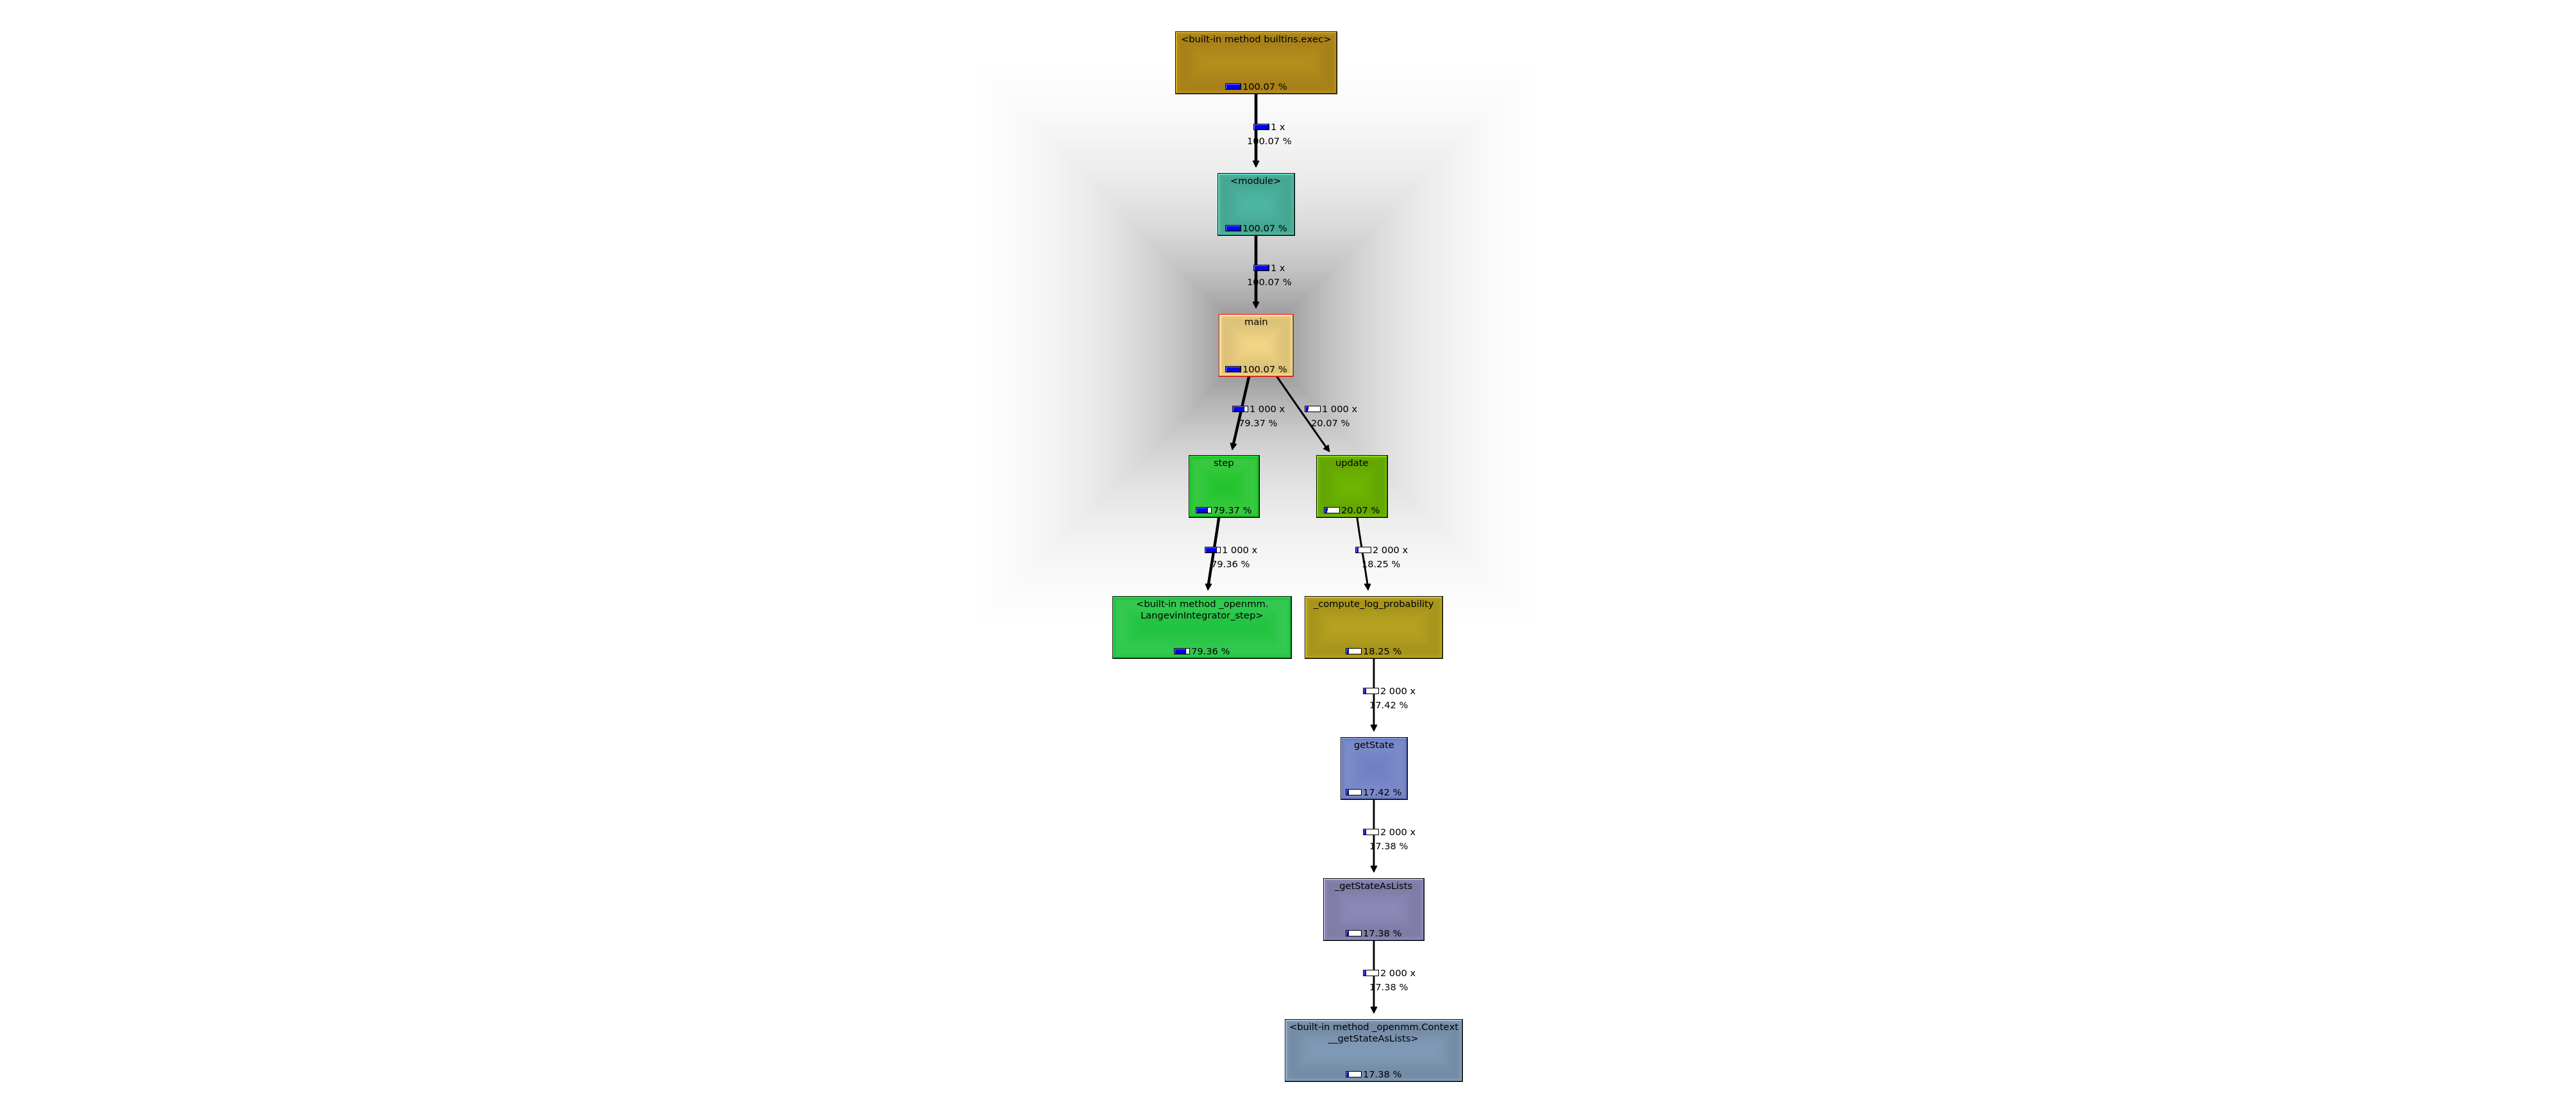 <built-in method builtins.exec>
100.07 %
1 x
100.07 %
<module>
100.07 %
1 x
100.07 %
main
100.07 %
1 000 x
79.37 %
1 000 x
20.07 %
step
79.37 %
update
20.07 %
1 000 x
79.36 %
2 000 x
18.25 %
<built-in method _openmm.
LangevinIntegrator_step>
79.36 %
_compute_log_probability
18.25 %
2 000 x
17.42 %
getState
17.42 %
2 000 x
17.38 %
_getStateAsLists
17.38 %
2 000 x
17.38 %
<built-in method _openmm.Context
__getStateAsLists>
17.38 %